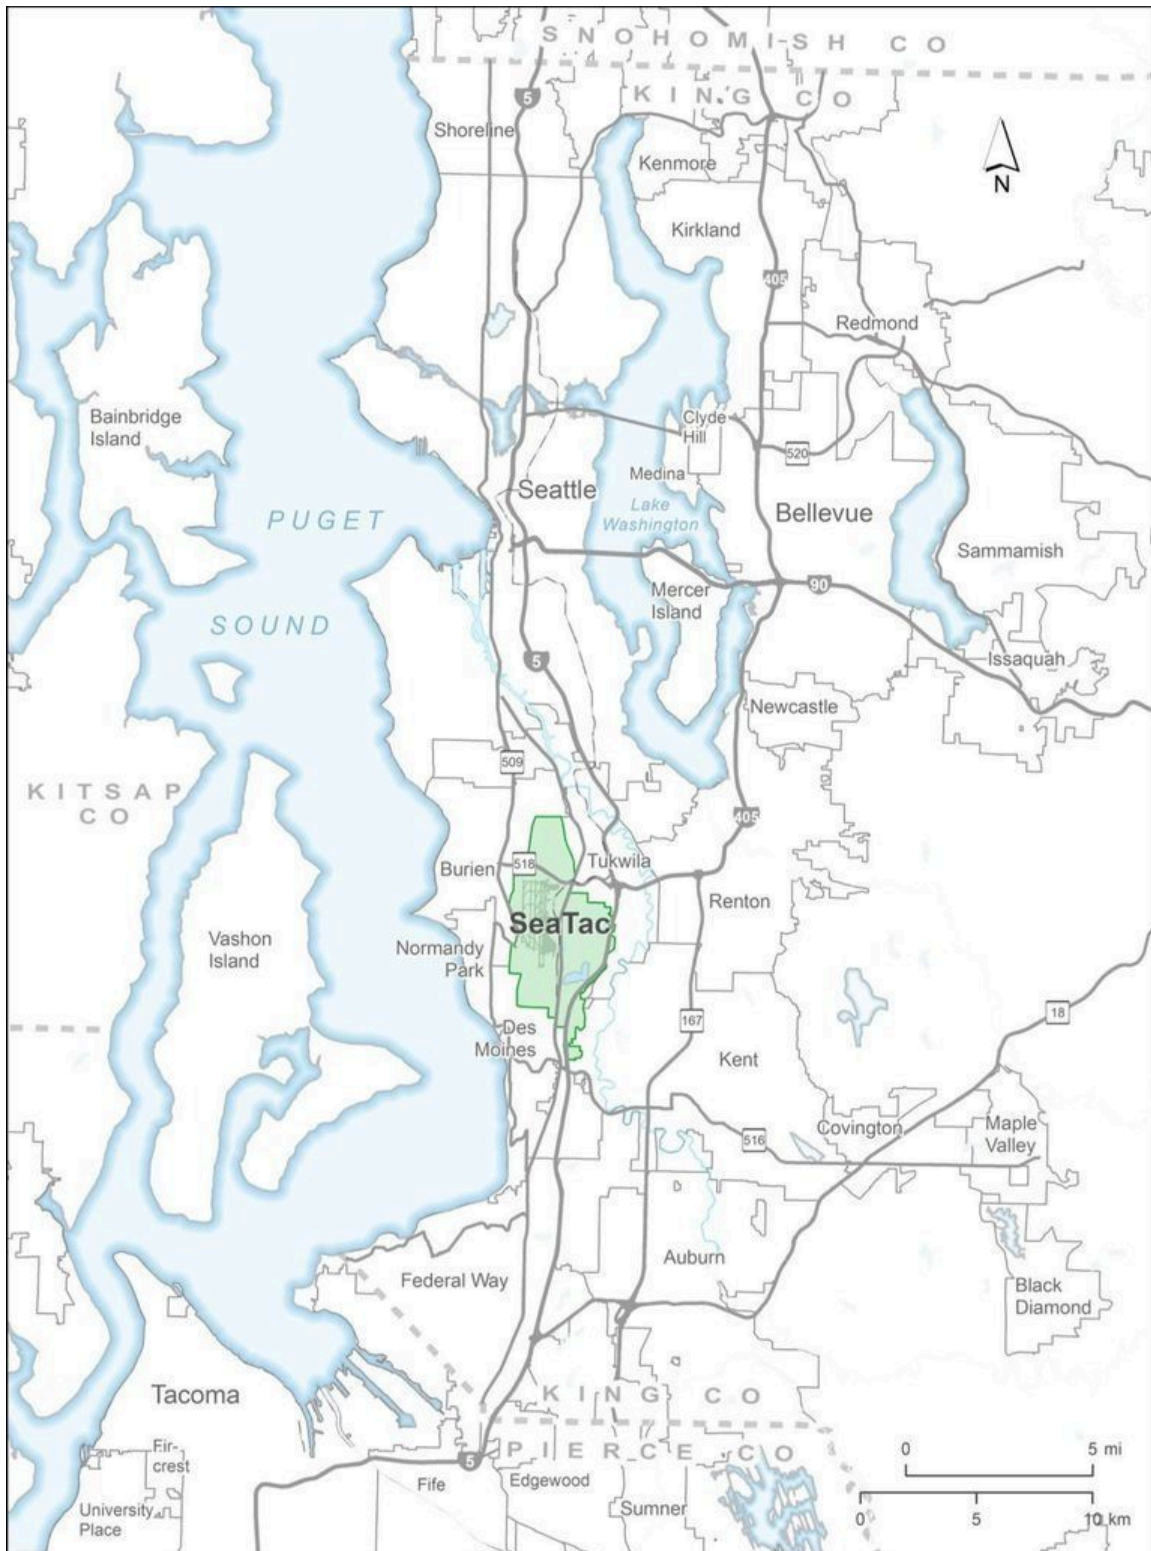 SNOHOMISH CO
KING CO
5
Shoreline
Kenmore
N
Kirkland
405
Redmond
Bainbridge
Island
Clyde
Hill
520
Medina
Seattle
Lake
Washington
PUGET
Bellevue
Sammamish
90
Mercer
Island
SOUND
5
Issaquah
Newcastle
509
KITSAP
CO
405
518
Tukwila
Burien
Renton
SeaTac
Vashon
Island
Normandy
Park
18
167
Des
Moines
Kent
516
Covington
Maple
Valley
Auburn
Federal Way
Black
Diamond
Tacoma
KING CO
PIERCE CO
0 5 mi
Fir-
crest
5
Fife
Edgewood
University
Place
Sumner
0 5 10 km